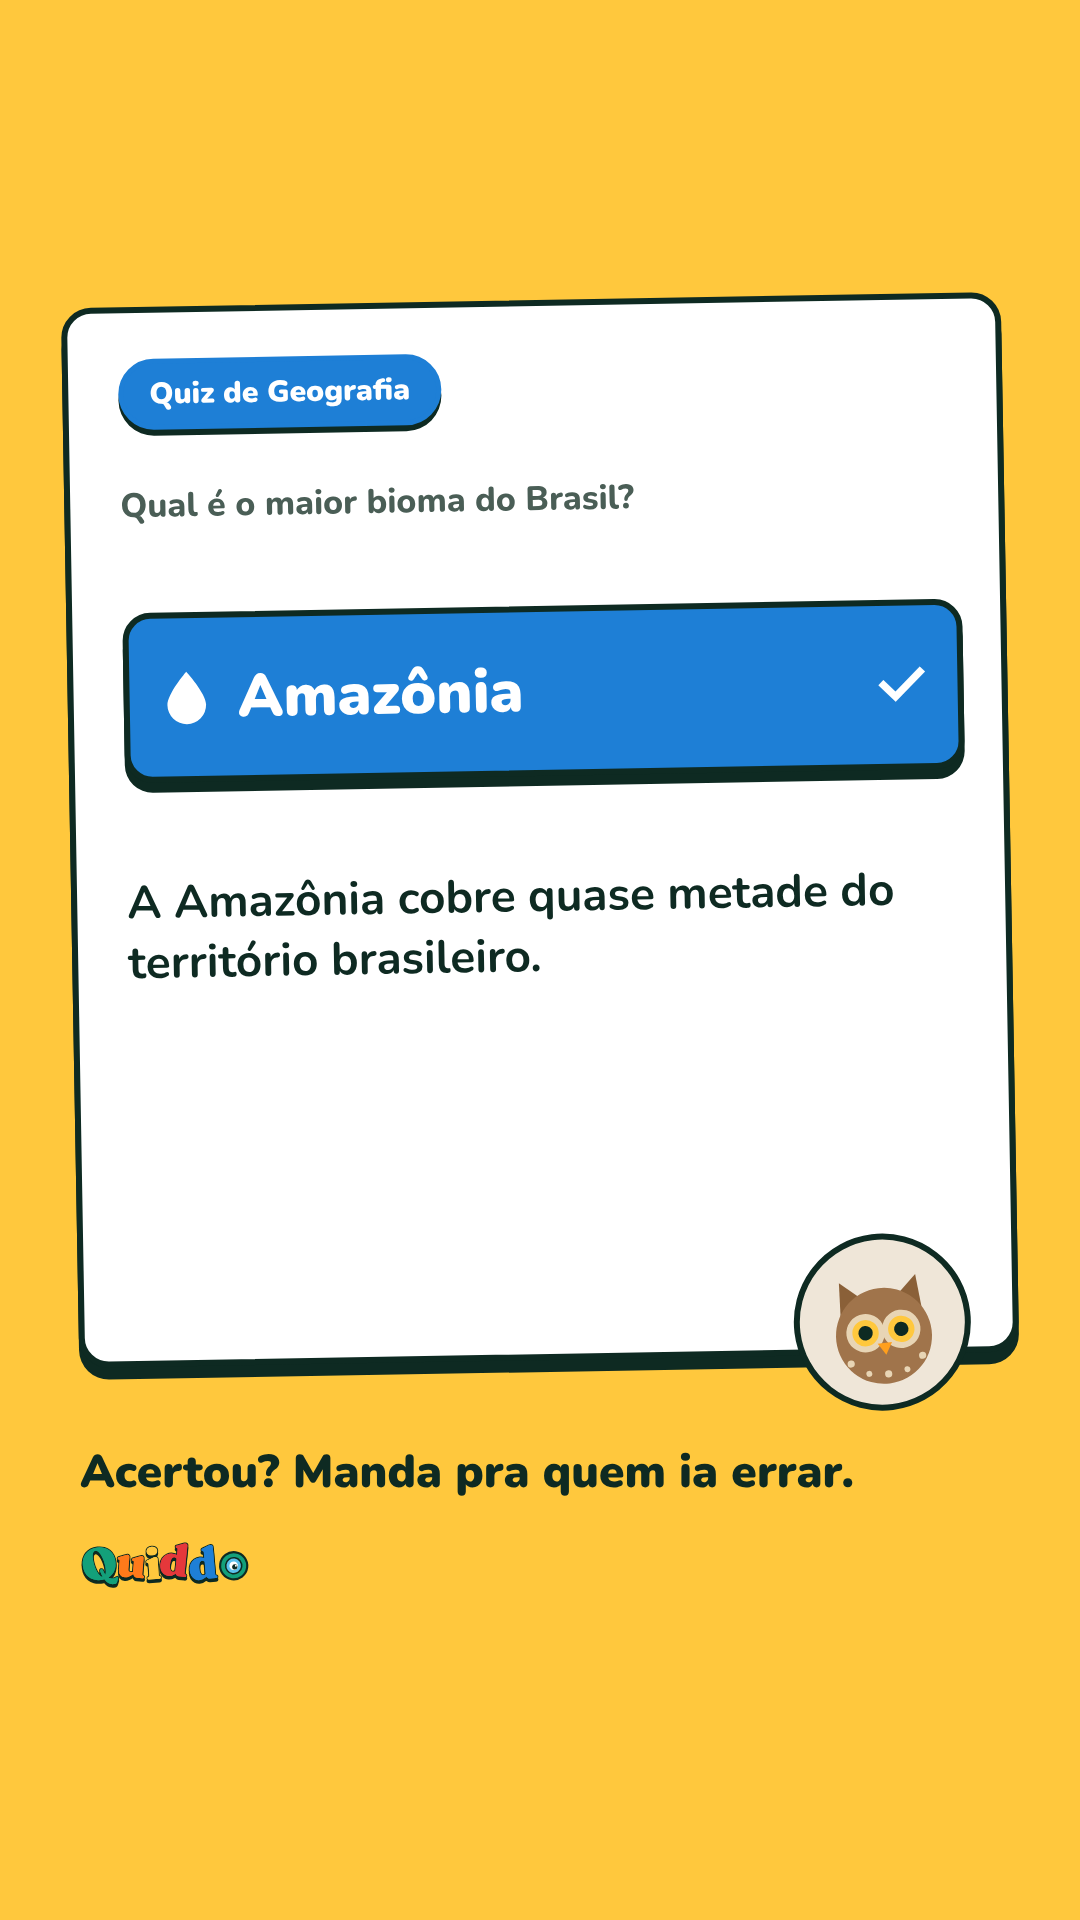 Quiz de Geografia
Qual é o maior bioma do Brasil?
Amazônia
A Amazônia cobre quase metade do
território brasileiro.
Acertou? Manda pra quem ia errar.
Quiddo